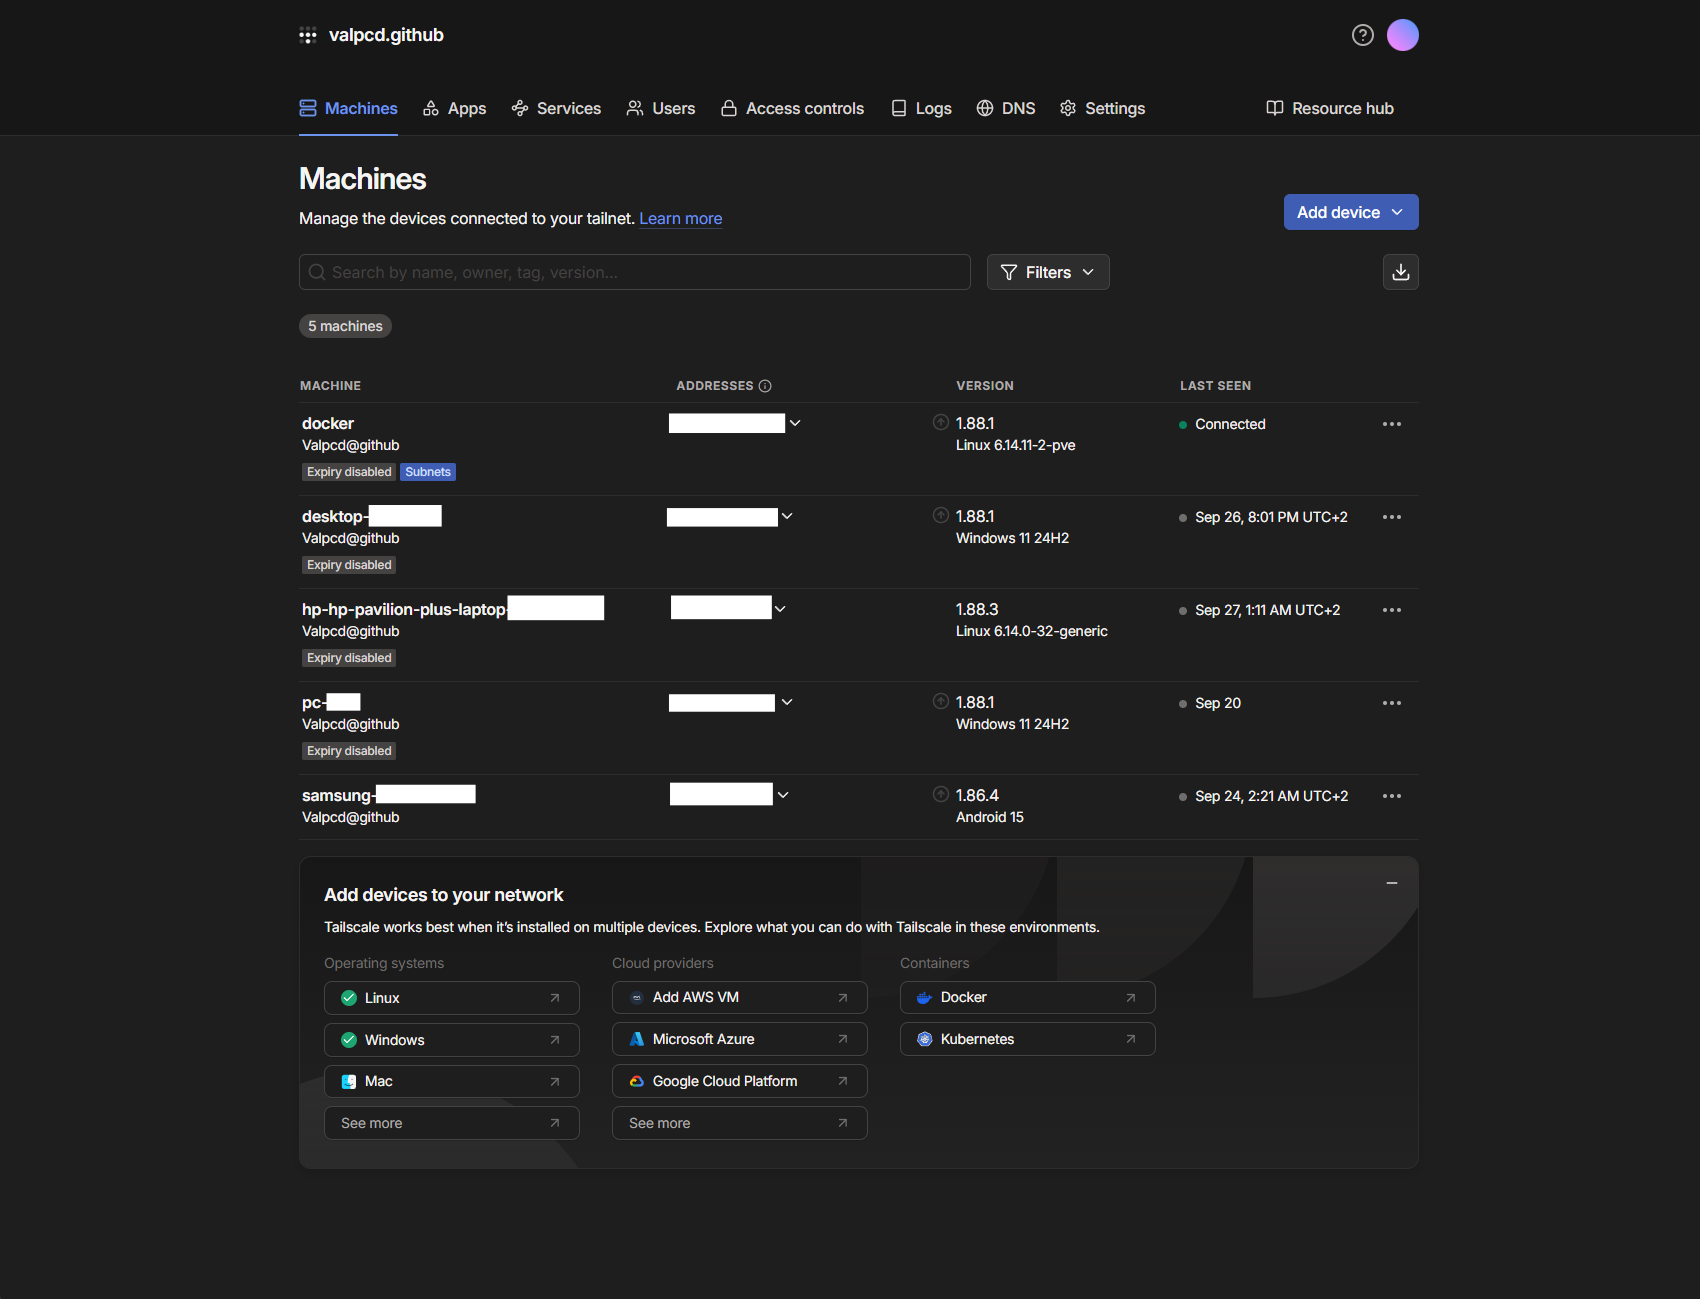 valpcd.github
Machines
Apps
Services
Users
Access controls
Logs
DNS
Settings
Resource hub
Machines
Manage the devices connected to your tailnet. Learn more
Add device
Search by name, owner, tag, version...
Filters
5 machines
MACHINE ADDRESSES VERSION LAST SEEN
docker 1.88.1 Connected
Valpcd@github Linux 6.14.11-2-pve
Expiry disabled Subnets
desktop- 1.88.1 Sep 26, 8:01 PM UTC+2
Valpcd@github Windows 11 24H2
Expiry disabled
hp-hp-pavilion-plus-laptop- 1.88.3 Sep 27, 1:11 AM UTC+2
Valpcd@github Linux 6.14.0-32-generic
Expiry disabled
pc- 1.88.1 Sep 20
Valpcd@github Windows 11 24H2
Expiry disabled
samsung- 1.86.4 Sep 24, 2:21 AM UTC+2
Valpcd@github Android 15
Add devices to your network
Tailscale works best when it’s installed on multiple devices. Explore what you can do with Tailscale in these environments.
Operating systems Cloud providers Containers
Linux Add AWS VM Docker
Windows Microsoft Azure Kubernetes
Mac Google Cloud Platform
See more See more